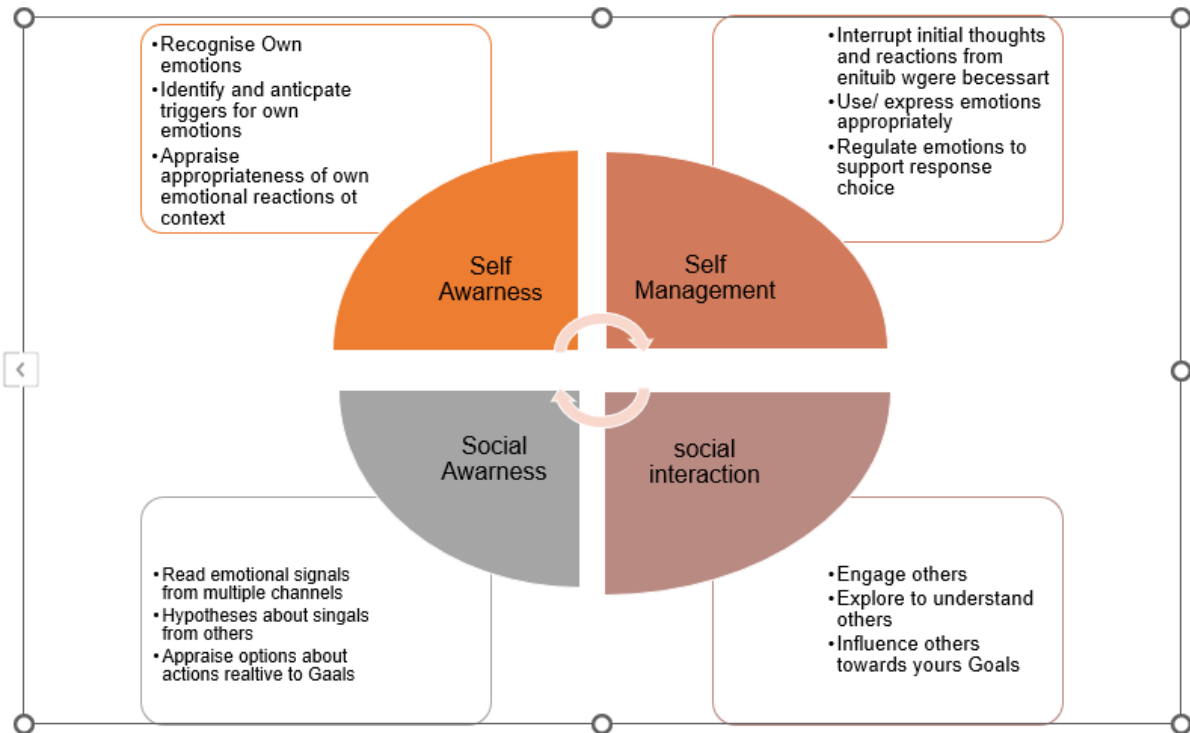 •Recognise Own
emotions
•Identify and anticpate
triggers for own
emotions
•Appraise
appropriateness of own
emotional reactions ot
context
•Interrupt initial thoughts
and reactions from
enituib wgere becessart
•Use/ express emotions
appropriately
•Regulate emotions to
support response
choice
Self
Awarness
Self
Management
Social
Awarness
social
interaction
•Read emotional signals
from multiple channels
•Hypotheses about singals
from others
•Appraise options about
actions realtive to Gaals
•Engage others
•Explore to understand
others
•Influence others
towards yours Goals